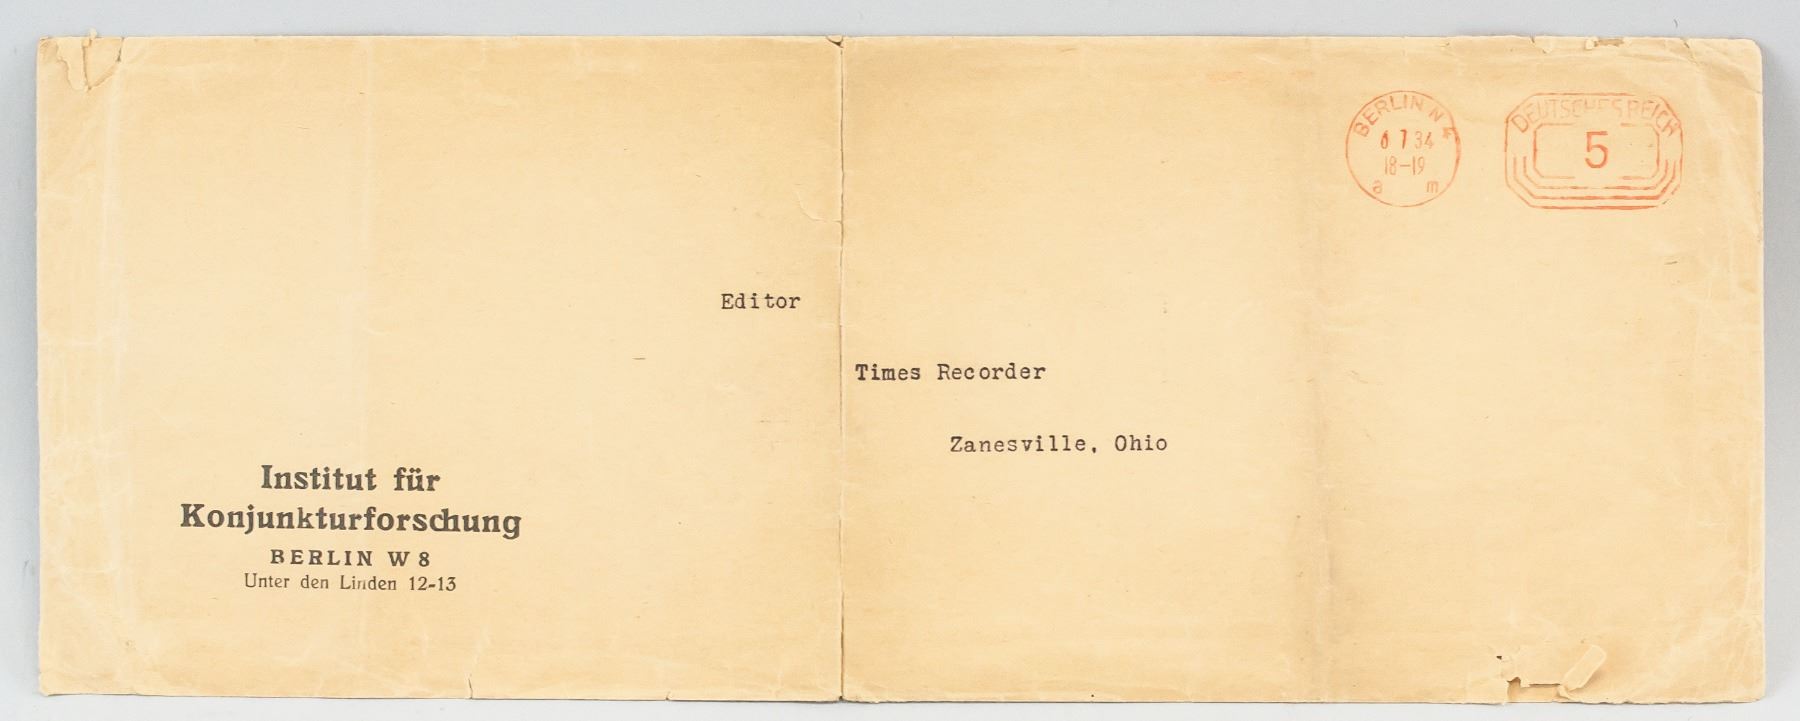 BERLIN N 4
6 7 34
18-19
a m
DEUTSCHES REICH
5
Editor
Times Recorder
Zanesville, Ohio
Institut für
Konjunkturforschung
BERLIN W 8
Unter den Linden 12-13